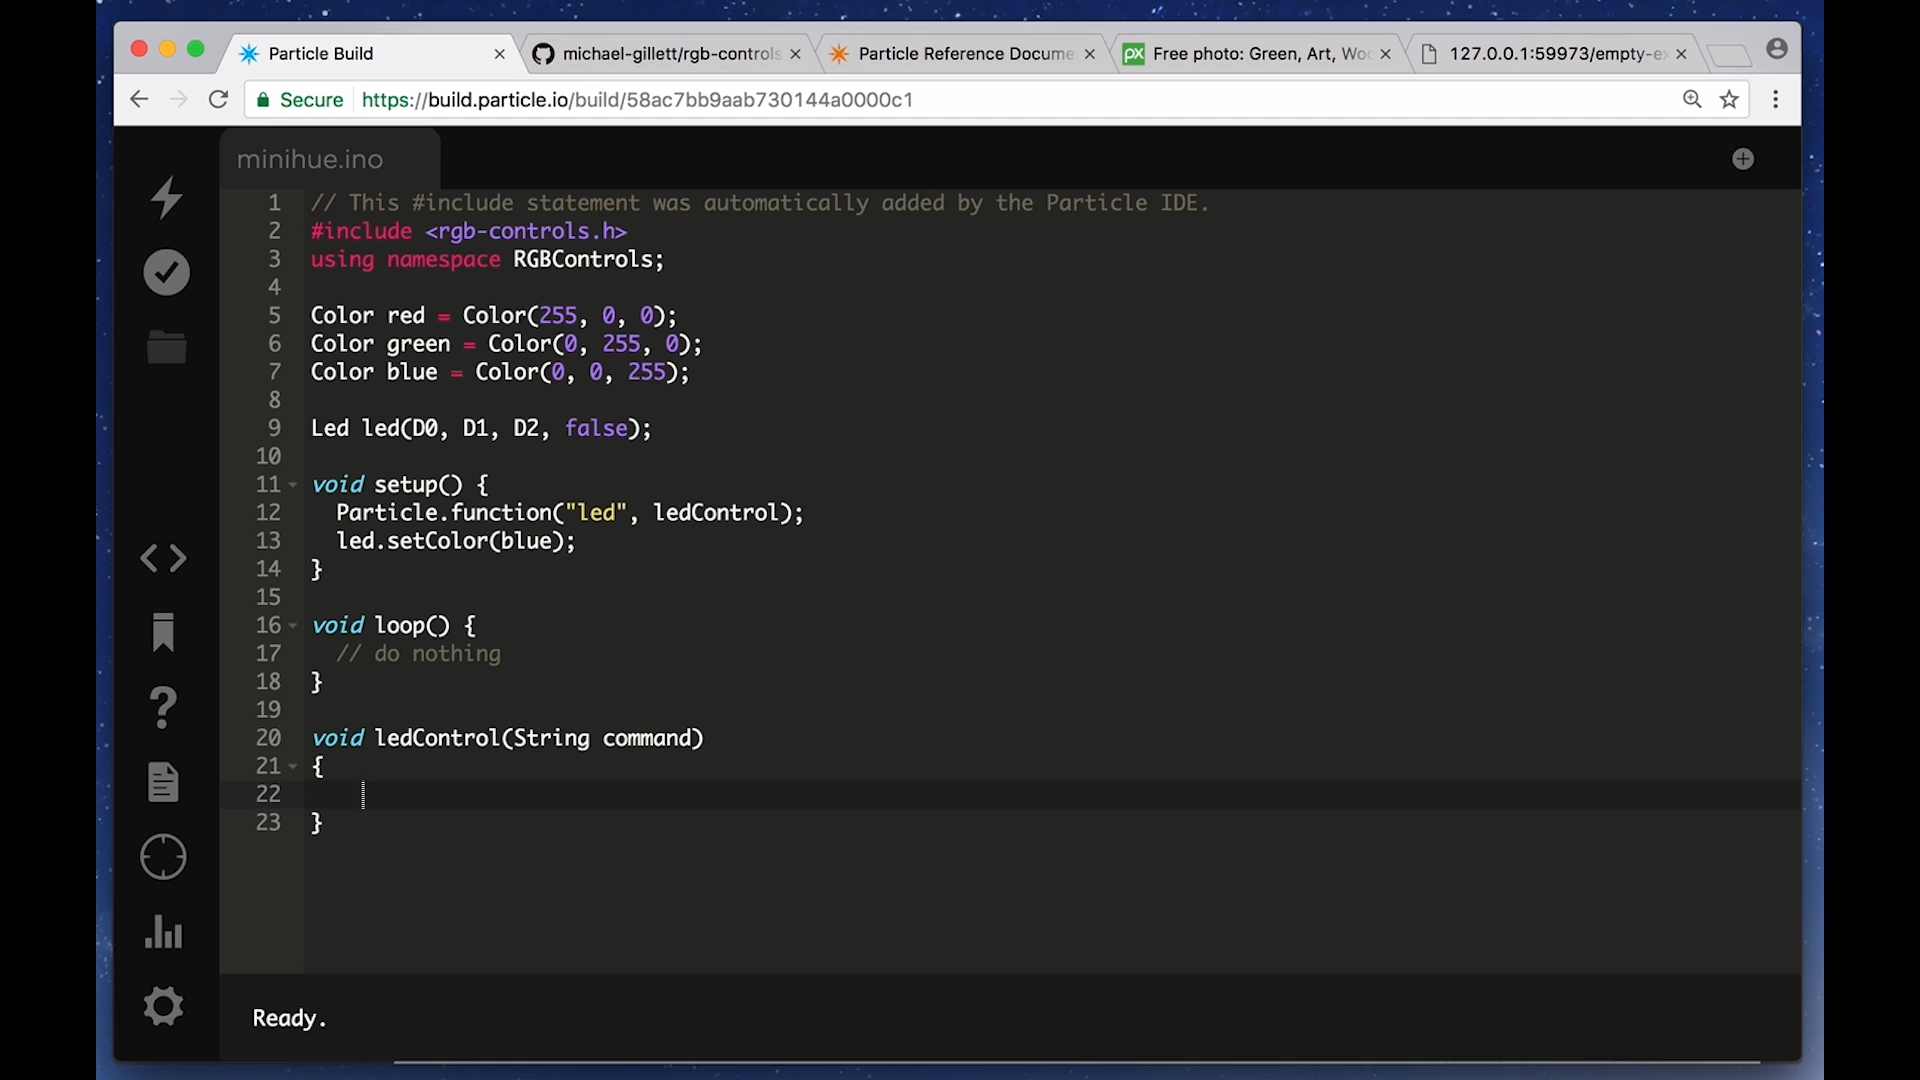 Particle Build
michael-gillett/rgb-controls
Particle Reference Docume
px
Free photo: Green, Art, Woo
127.0.0.1:59973/empty-e
Secure
https://build.particle.io/build/58ac7bb9aab730144a0000c1
minihue.ino
1 // This #include statement was automatically added by the Particle IDE.
2 #include <rgb-controls.h>
3 using namespace RGBControls;
4
5 Color red = Color(255, 0, 0);
6 Color green = Color(0, 255, 0);
7 Color blue = Color(0, 0, 255);
8
9 Led led(D0, D1, D2, false);
10
11 void setup() {
12 Particle.function("led", ledControl);
13 led.setColor(blue);
14 }
15
16 void loop() {
17 // do nothing
18 }
19
20 void ledControl(String command)
21 {
22
23 }
Ready.